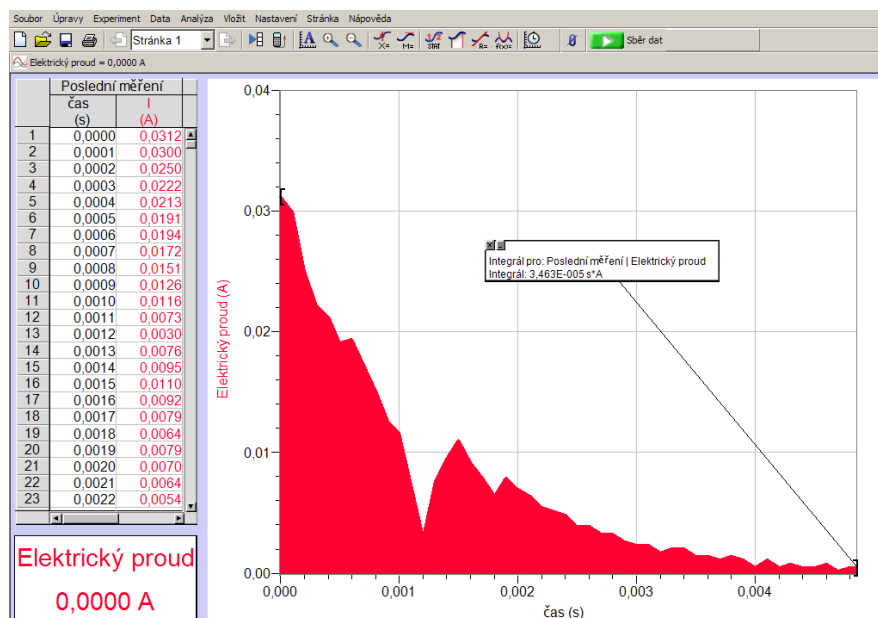 Soubor Úpravy Experiment Data Analýza Vložit Nastavení Stránka Nápověda
Stránka 1
X= M= STAT R= f(x)= Sběr dat
Elektrický proud = 0,0000 A
Poslední měření
čas I
(s) (A)
1 0,0000 0,0312
2 0,0001 0,0300
3 0,0002 0,0250
4 0,0003 0,0222
5 0,0004 0,0213
6 0,0005 0,0191
7 0,0006 0,0194
8 0,0007 0,0172
9 0,0008 0,0151
10 0,0009 0,0126
11 0,0010 0,0116
12 0,0011 0,0073
13 0,0012 0,0030
14 0,0013 0,0076
15 0,0014 0,0095
16 0,0015 0,0110
17 0,0016 0,0092
18 0,0017 0,0079
19 0,0018 0,0064
20 0,0019 0,0079
21 0,0020 0,0070
22 0,0021 0,0064
23 0,0022 0,0054
Elektrický proud
0,0000 A
0,04
0,03
0,02
0,01
0,00
Elektrický proud (A)
Integrál pro: Poslední měření | Elektrický proud
Integrál: 3,463E-005 s*A
0,000 0,001 0,002 0,003 0,004
čas (s)